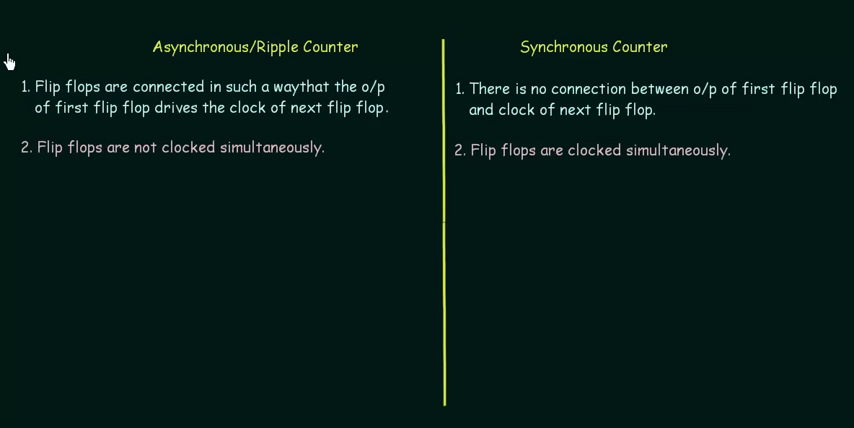 Asynchronous/Ripple Counter
1. Flip flops are connected in such a waythat the o/p
of first flip flop drives the clock of next flip flop.
2. Flip flops are not clocked simultaneously.
Synchronous Counter
1. There is no connection between o/p of first flip flop
and clock of next flip flop.
2. Flip flops are clocked simultaneously.